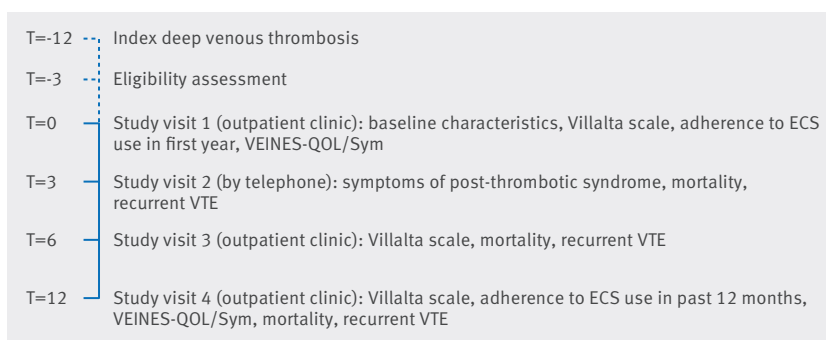 T=-12 Index deep venous thrombosis
T=-3 Eligibility assessment
T=0 Study visit 1 (outpatient clinic): baseline characteristics, Villalta scale, adherence to ECS
use in first year, VEINES-QOL/Sym
T=3 Study visit 2 (by telephone): symptoms of post-thrombotic syndrome, mortality,
recurrent VTE
T=6 Study visit 3 (outpatient clinic): Villalta scale, mortality, recurrent VTE
T=12 Study visit 4 (outpatient clinic): Villalta scale, adherence to ECS use in past 12 months,
VEINES-QOL/Sym, mortality, recurrent VTE